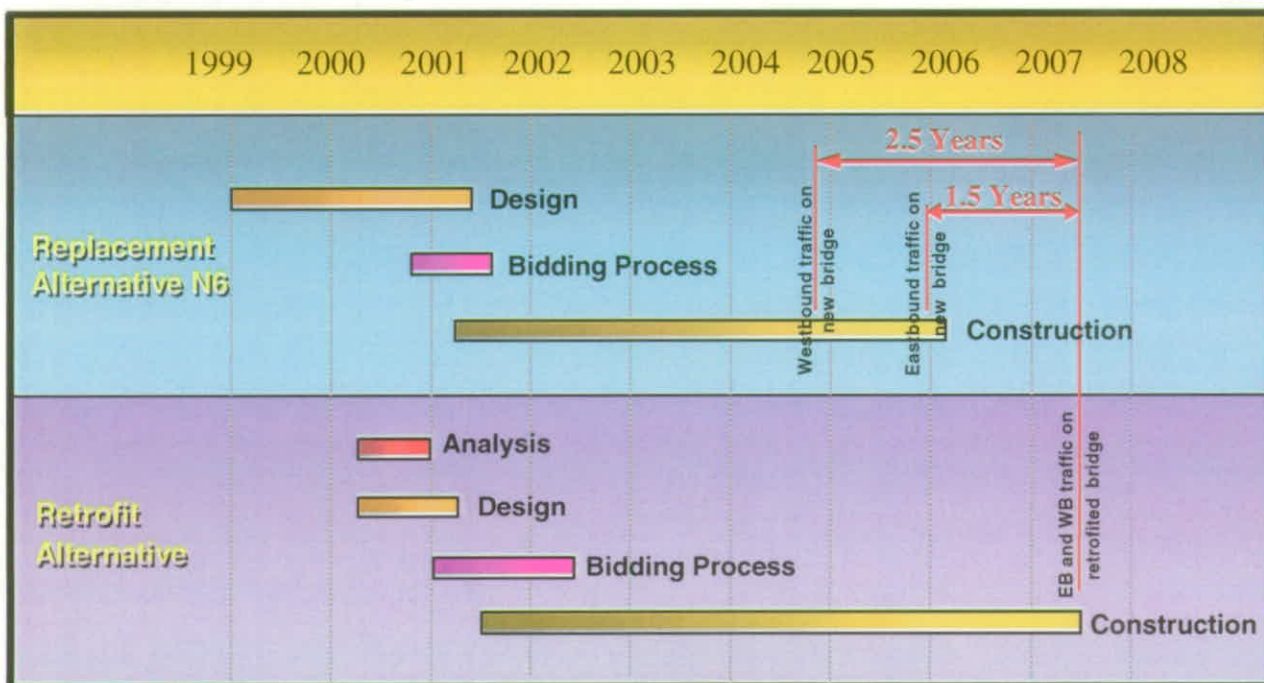 1999 2000 2001 2002 2003 2004 2005 2006 2007 2008
Replacement
Alternative N6
Design
Bidding Process
Construction
2.5 Years
1.5 Years
Westbound traffic on
new bridge
Eastbound traffic on
new bridge
Retrofit
Alternative
Analysis
Design
Bidding Process
Construction
EB and WB traffic on
retrofited bridge